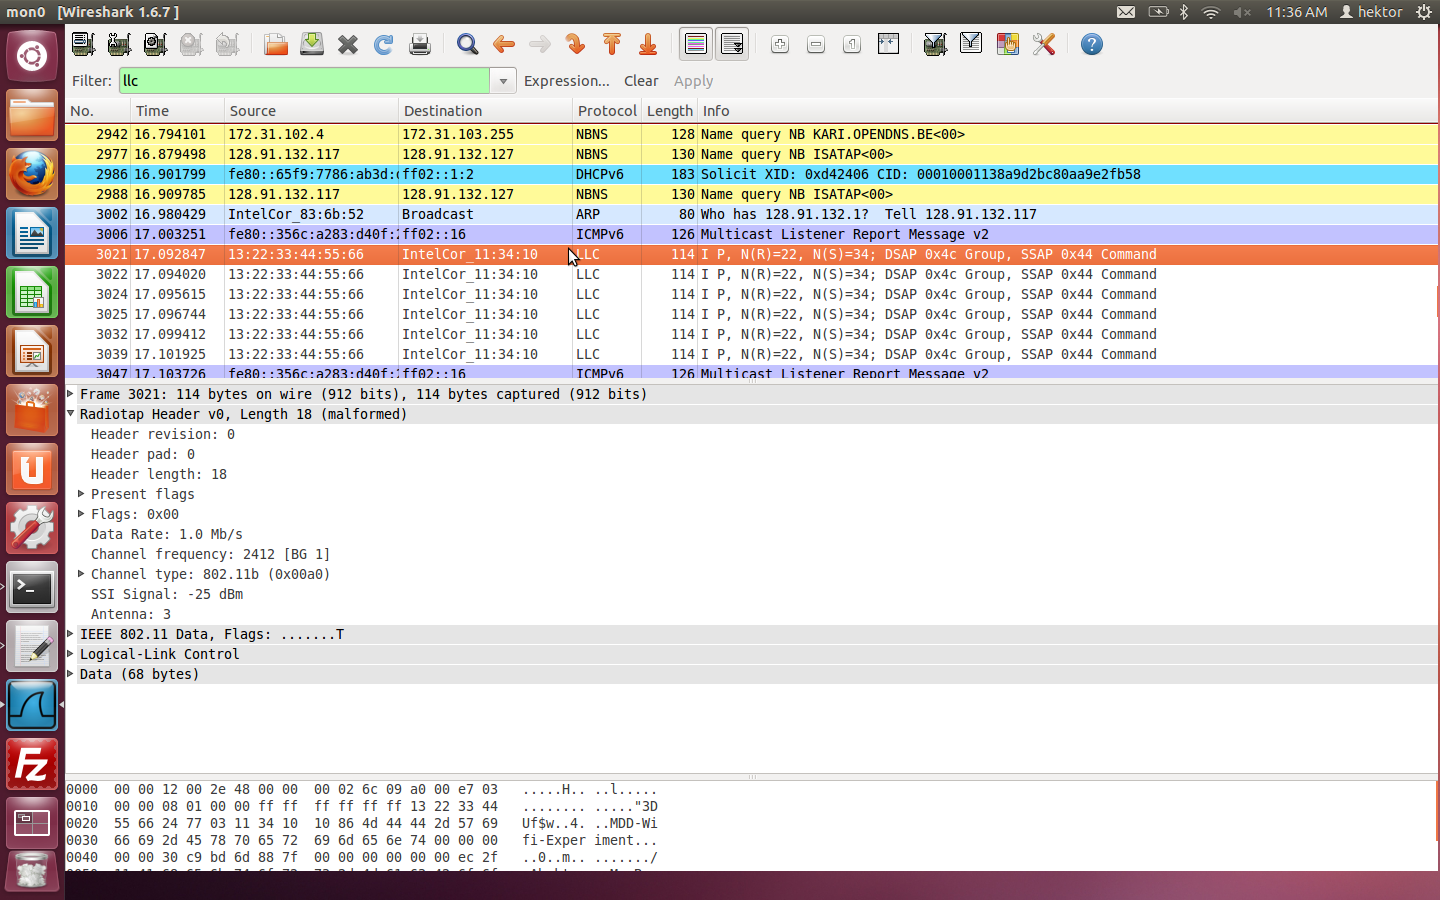 mon0 [Wireshark 1.6.7 ]
11:36 AM hektor
Filter: llc Expression... Clear Apply
No. Time Source Destination Protocol Length Info
2942 16.794101 172.31.102.4 172.31.103.255 NBNS 128 Name query NB KARI.OPENDNS.BE<00>
2977 16.879498 128.91.132.117 128.91.132.127 NBNS 130 Name query NB ISATAP<00>
2986 16.901799 fe80::65f9:7786:ab3d: ff02::1:2 DHCPv6 183 Solicit XID: 0xd42406 CID: 00010001138a9d2bc80aa9e2fb58
2988 16.909785 128.91.132.117 128.91.132.127 NBNS 130 Name query NB ISATAP<00>
3002 16.980429 IntelCor_83:6b:52 Broadcast ARP 80 Who has 128.91.132.1? Tell 128.91.132.117
3006 17.003251 fe80::356c:a283:d40f: ff02::16 ICMPv6 126 Multicast Listener Report Message v2
3021 17.092847 13:22:33:44:55:66 IntelCor_11:34:10 LLC 114 I P, N(R)=22, N(S)=34; DSAP 0x4c Group, SSAP 0x44 Command
3022 17.094020 13:22:33:44:55:66 IntelCor_11:34:10 LLC 114 I P, N(R)=22, N(S)=34; DSAP 0x4c Group, SSAP 0x44 Command
3024 17.095615 13:22:33:44:55:66 IntelCor_11:34:10 LLC 114 I P, N(R)=22, N(S)=34; DSAP 0x4c Group, SSAP 0x44 Command
3025 17.096744 13:22:33:44:55:66 IntelCor_11:34:10 LLC 114 I P, N(R)=22, N(S)=34; DSAP 0x4c Group, SSAP 0x44 Command
3032 17.099412 13:22:33:44:55:66 IntelCor_11:34:10 LLC 114 I P, N(R)=22, N(S)=34; DSAP 0x4c Group, SSAP 0x44 Command
3039 17.101925 13:22:33:44:55:66 IntelCor_11:34:10 LLC 114 I P, N(R)=22, N(S)=34; DSAP 0x4c Group, SSAP 0x44 Command
3047 17.103726 fe80::356c:a283:d40f: ff02::16 ICMPv6 126 Multicast Listener Report Message v2
Frame 3021: 114 bytes on wire (912 bits), 114 bytes captured (912 bits)
Radiotap Header v0, Length 18 (malformed)
Header revision: 0
Header pad: 0
Header length: 18
Present flags
Flags: 0x00
Data Rate: 1.0 Mb/s
Channel frequency: 2412 [BG 1]
Channel type: 802.11b (0x00a0)
SSI Signal: -25 dBm
Antenna: 3
IEEE 802.11 Data, Flags: .......T
Logical-Link Control
Data (68 bytes)
0000 00 00 12 00 2e 48 00 00 00 02 6c 09 a0 00 e7 03 .....H.. ..l.....
0010 00 00 08 01 00 00 ff ff ff ff ff ff 13 22 33 44 ........ ....."3D
0020 55 66 24 77 03 11 34 10 10 86 4d 44 44 2d 57 69 Uf$w..4. ..MDD-Wi
0030 66 69 2d 45 78 70 65 72 69 6d 65 6e 74 00 00 00 fi-Exper iment...
0040 00 00 30 c9 bd 6d 88 7f 00 00 00 00 00 00 ec 2f ..0..m.. ......./